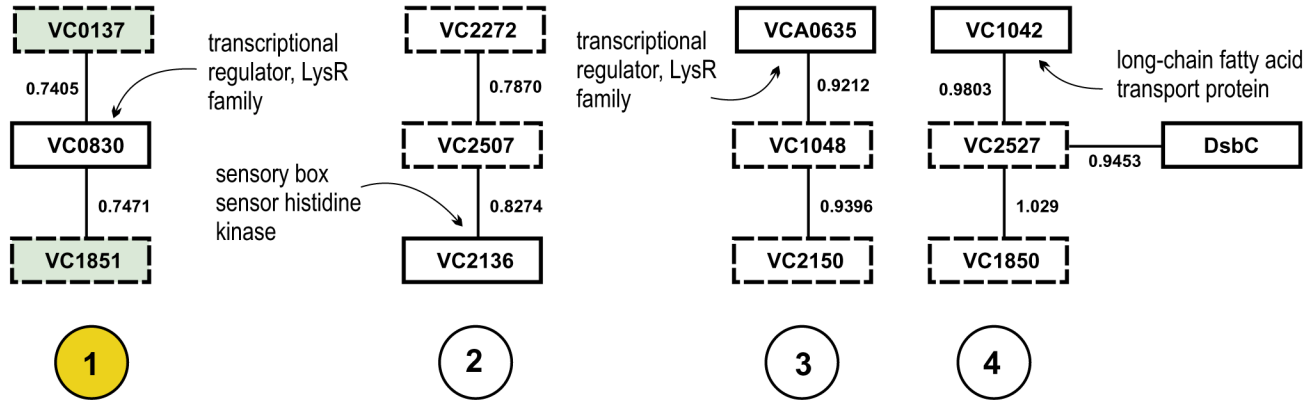 VC0137
0.7405
transcriptional
regulator, LysR
family
VC0830
0.7471
VC1851
1
VC2272
0.7870
VC2507
sensory box
sensor histidine
kinase
0.8274
VC2136
2
VCA0635
transcriptional
regulator, LysR
family
0.9212
VC1048
0.9396
VC2150
3
VC1042
long-chain fatty acid
transport protein
0.9803
VC2527
0.9453
DsbC
1.029
VC1850
4